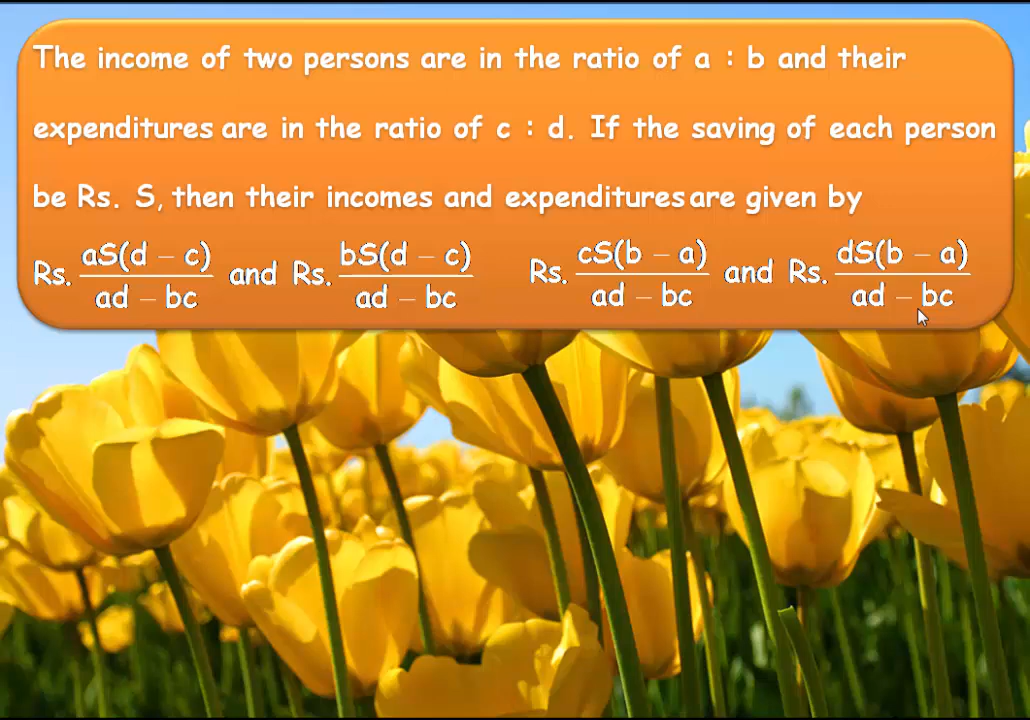 The income of two persons are in the ratio of a : b and their
expenditures are in the ratio of c : d. If the saving of each person
be Rs. S, then their incomes and expenditures are given by
Rs. aS(d – c)/ad – bc and Rs. bS(d – c)/ad – bc Rs. cS(b – a)/ad – bc and Rs. dS(b – a)/ad – bc